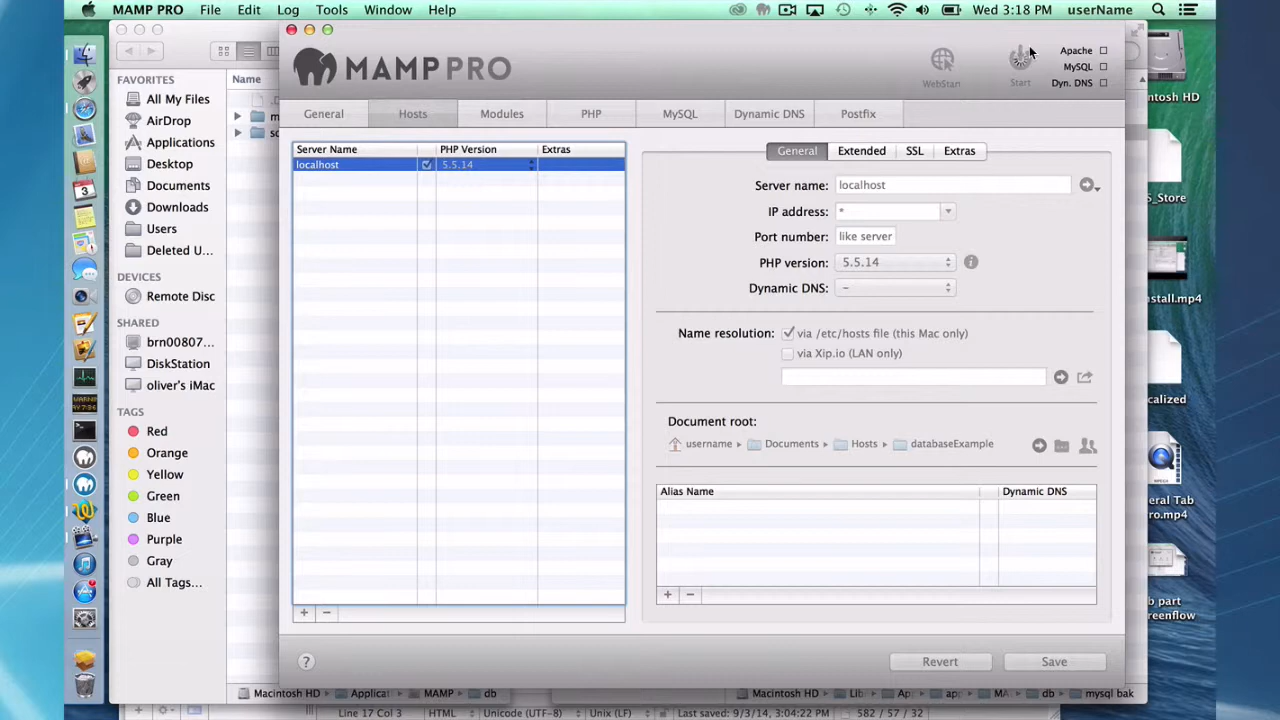 MAMP PRO File Edit Log Tools Window Help Wed 3:18 PM userName
MAMP PRO
WebStart
Start
Apache
MySQL
Dyn. DNS
General Hosts Modules PHP MySQL Dynamic DNS Postfix
FAVORITES
All My Files
AirDrop
Applications
Desktop
Documents
Downloads
Users
Deleted U...
DEVICES
Remote Disc
SHARED
brn00807...
DiskStation
oliver's iMac
TAGS
Red
Orange
Yellow
Green
Blue
Purple
Gray
All Tags...
Name
Server Name PHP Version Extras
localhost 5.5.14
General Extended SSL Extras
Server name: localhost
IP address: *
Port number: like server
PHP version: 5.5.14
Dynamic DNS: –
Name resolution: via /etc/hosts file (this Mac only)
via Xip.io (LAN only)
Document root:
username Documents Hosts databaseExample
Alias Name Dynamic DNS
+ −
+ −
? Revert Save
Macintosh HD Applicat MAMP db Macintosh HD Lib Ap ap MA db mysql bak
Line 17 Col 3 HTML Unicode (UTF-8) Unix (LF) Last saved: 9/3/14, 3:04:22 PM 582 / 57 / 32
ntosh HD
S_Store
nstall.mp4
calized
eral Tab
ro.mp4
b part
reenflow